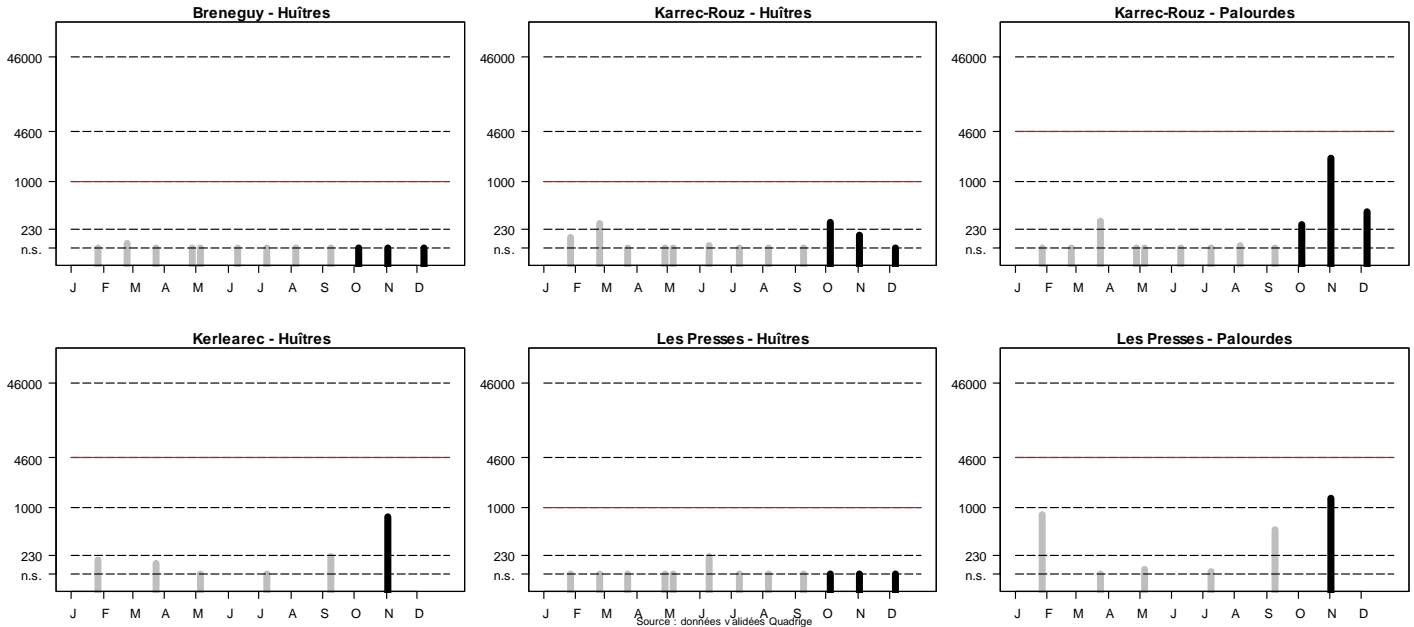 Breneguy - Huîtres
46000
4600
1000
230
n.s.
J F M A M J J A S O N D
Karrec-Rouz - Huîtres
46000
4600
1000
230
n.s.
J F M A M J J A S O N D
Karrec-Rouz - Palourdes
46000
4600
1000
230
n.s.
J F M A M J J A S O N D
Kerlearec - Huîtres
46000
4600
1000
230
n.s.
J F M A M J J A S O N D
Les Presses - Huîtres
46000
4600
1000
230
n.s.
J F M A M J J A S O N D
Les Presses - Palourdes
46000
4600
1000
230
n.s.
J F M A M J J A S O N D
Source : données validées Quadrige